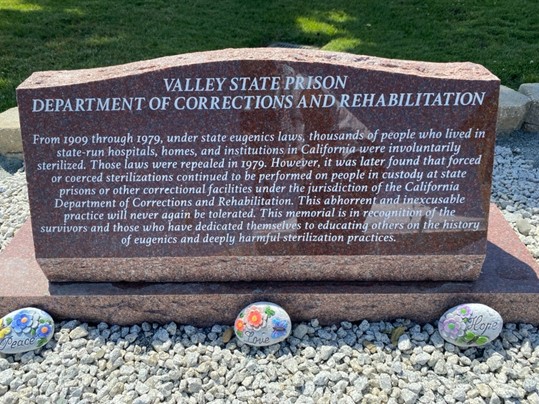 VALLEY STATE PRISON
DEPARTMENT OF CORRECTIONS AND REHABILITATION
From 1909 through 1979, under state eugenics laws, thousands of people who lived in
state-run hospitals, homes, and institutions in California were involuntarily
sterilized. Those laws were repealed in 1979. However, it was later found that forced
or coerced sterilizations continued to be performed on people in custody at state
prisons or other correctional facilities under the jurisdiction of the California
Department of Corrections and Rehabilitation. This abhorrent and inexcusable
practice will never again be tolerated. This memorial is in recognition of the
survivors and those who have dedicated themselves to educating others on the history
of eugenics and deeply harmful sterilization practices.
Peace
Love
Hope